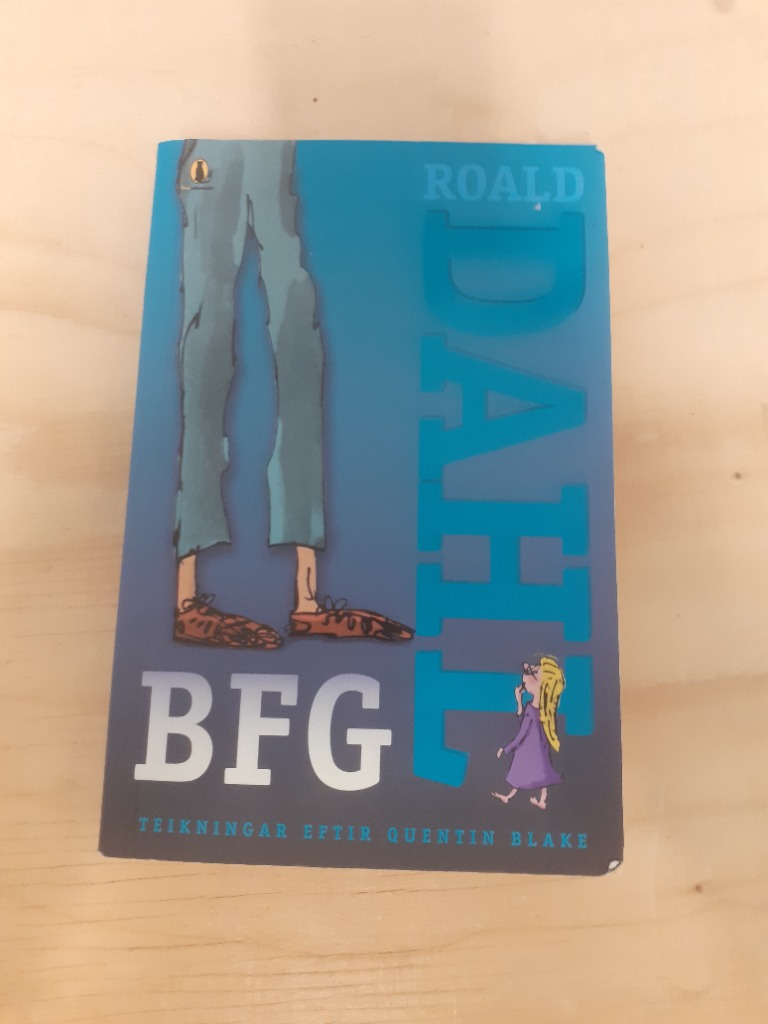 ROALD
DAHL
BFG
TEIKNINGAR EFTIR QUENTIN BLAKE